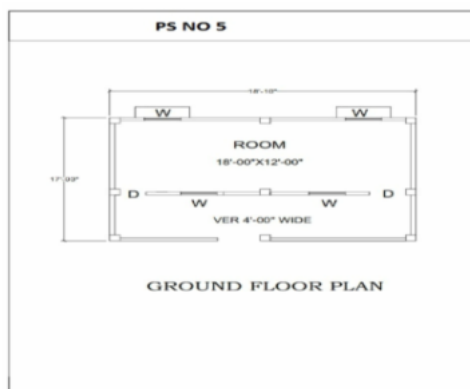 PS NO 5
W W
ROOM
18'-00"X12'-00"
D D
W W
VER 4'-00" WIDE
GROUND FLOOR PLAN